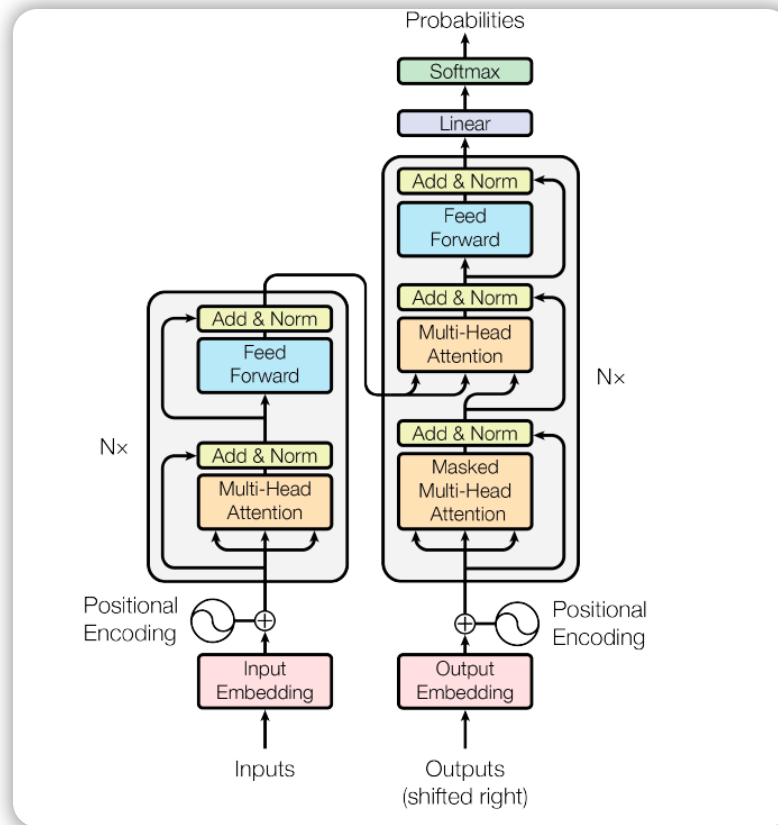 Probabilities
Softmax
Linear
Add & Norm
Feed
Forward
Add & Norm
Multi-Head
Attention
Add & Norm
Masked
Multi-Head
Attention
Nx
Add & Norm
Feed
Forward
Add & Norm
Multi-Head
Attention
Nx
Positional
Encoding
Positional
Encoding
Input
Embedding
Output
Embedding
Inputs
Outputs
(shifted right)